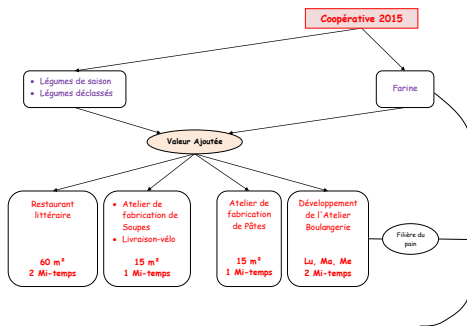 Coopérative 2015
• Légumes de saison
• Légumes déclassés
Farine
Valeur Ajoutée
Restaurant
littéraire
60 m²
2 Mi-temps
• Atelier de
fabrication de
Soupes
• Livraison-vélo
15 m²
1 Mi-temps
Atelier de
fabrication
de Pâtes
15 m²
1 Mi-temps
Développement
de l'Atelier
Boulangerie
Lu, Ma, Me
2 Mi-temps
Filière du
pain